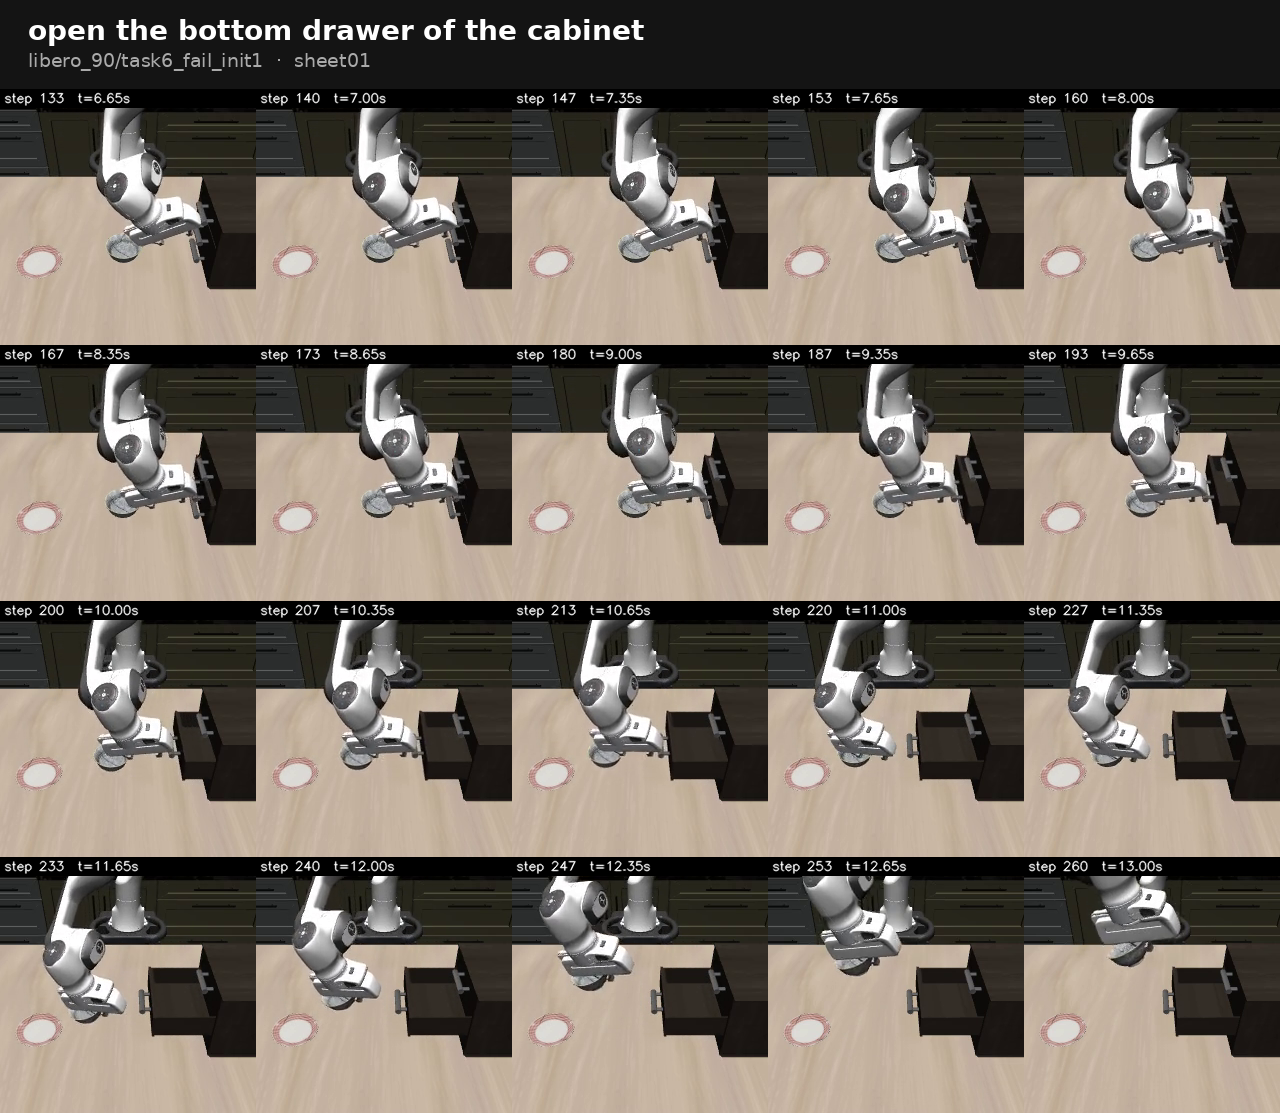 open the bottom drawer of the cabinet
libero_90/task6_fail_init1 · sheet01
step 133 t=6.65s
step 140 t=7.00s
step 147 t=7.35s
step 153 t=7.65s
step 160 t=8.00s
step 167 t=8.35s
step 173 t=8.65s
step 180 t=9.00s
step 187 t=9.35s
step 193 t=9.65s
step 200 t=10.00s
step 207 t=10.35s
step 213 t=10.65s
step 220 t=11.00s
step 227 t=11.35s
step 233 t=11.65s
step 240 t=12.00s
step 247 t=12.35s
step 253 t=12.65s
step 260 t=13.00s